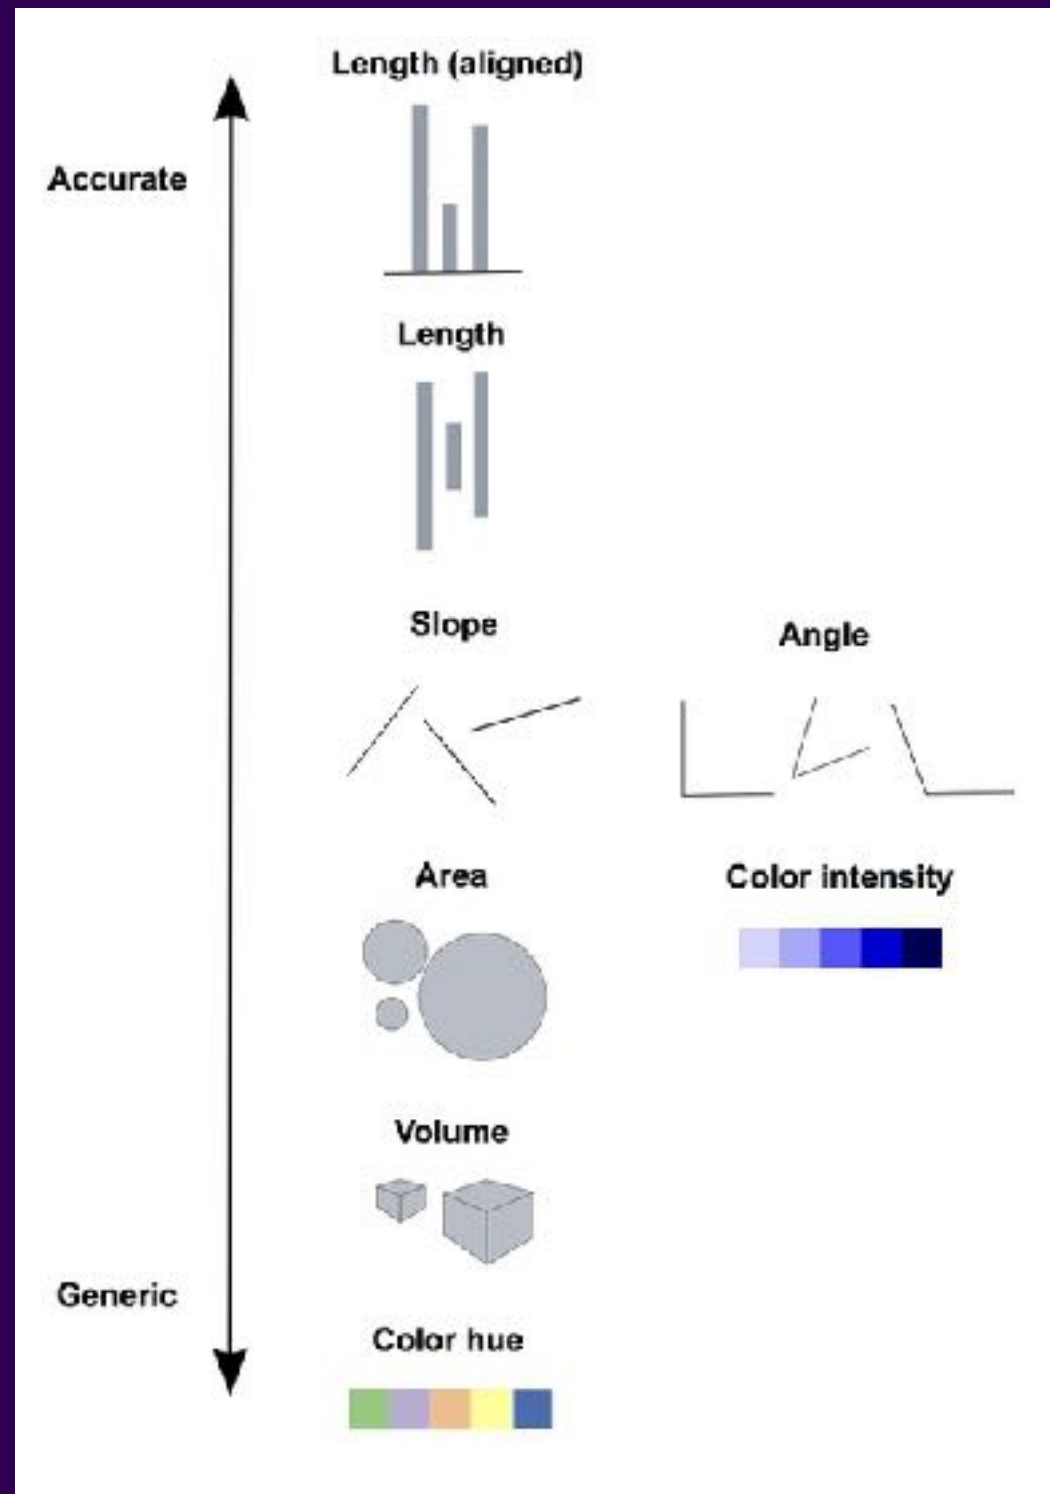 Length (aligned)
Accurate
Length
Slope
Angle
Area
Color intensity
Volume
Generic
Color hue